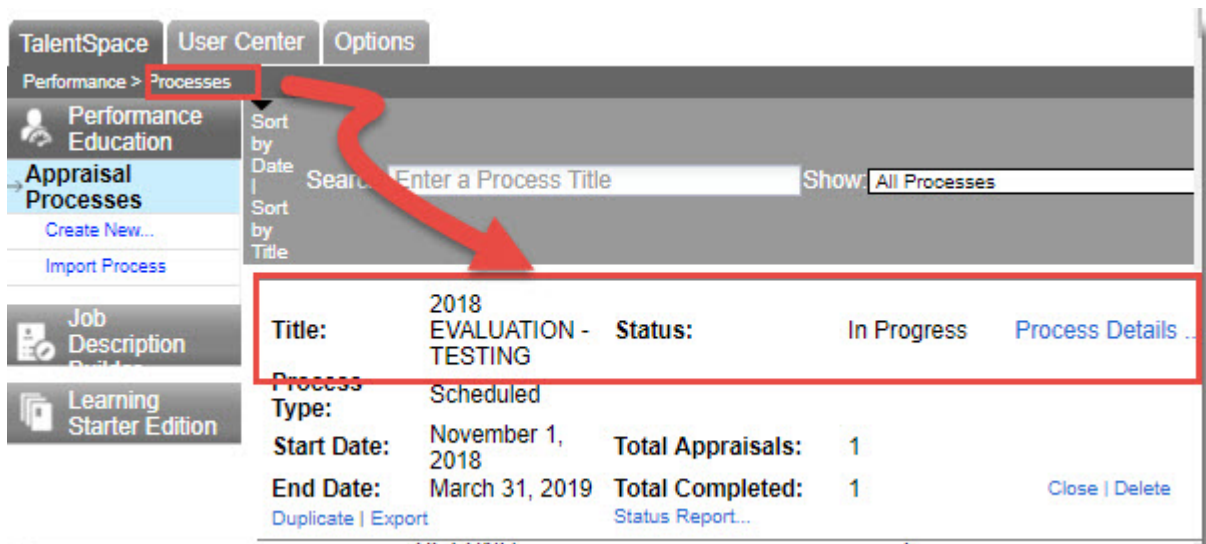 TalentSpace User Center Options
Performance > Processes
Performance
Education
Appraisal
Processes
Create New...
Import Process
Job
Description
Learning
Starter Edition
Sort
by
Date
|
Sort
by
Title
Enter a Process Title
Show: All Processes
Title: 2018 EVALUATION - TESTING Status: In Progress Process Details ...
Process Type: Scheduled
Start Date: November 1, 2018 Total Appraisals: 1
End Date: March 31, 2019 Total Completed: 1 Close | Delete
Duplicate | Export Status Report...